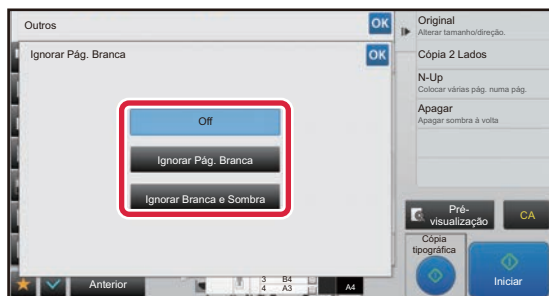 Outros
OK
Ignorar Pág. Branca
OK
Off
Ignorar Pág. Branca
Ignorar Branca e Sombra
Anterior
3 B4
4 A3
A4
Original
Alterar tamanho/direção.
Cópia 2 Lados
N-Up
Colocar várias pág. numa pág.
Apagar
Apagar sombra à volta
Pré-
visualização
CA
Cópia
tipográfica
Iniciar